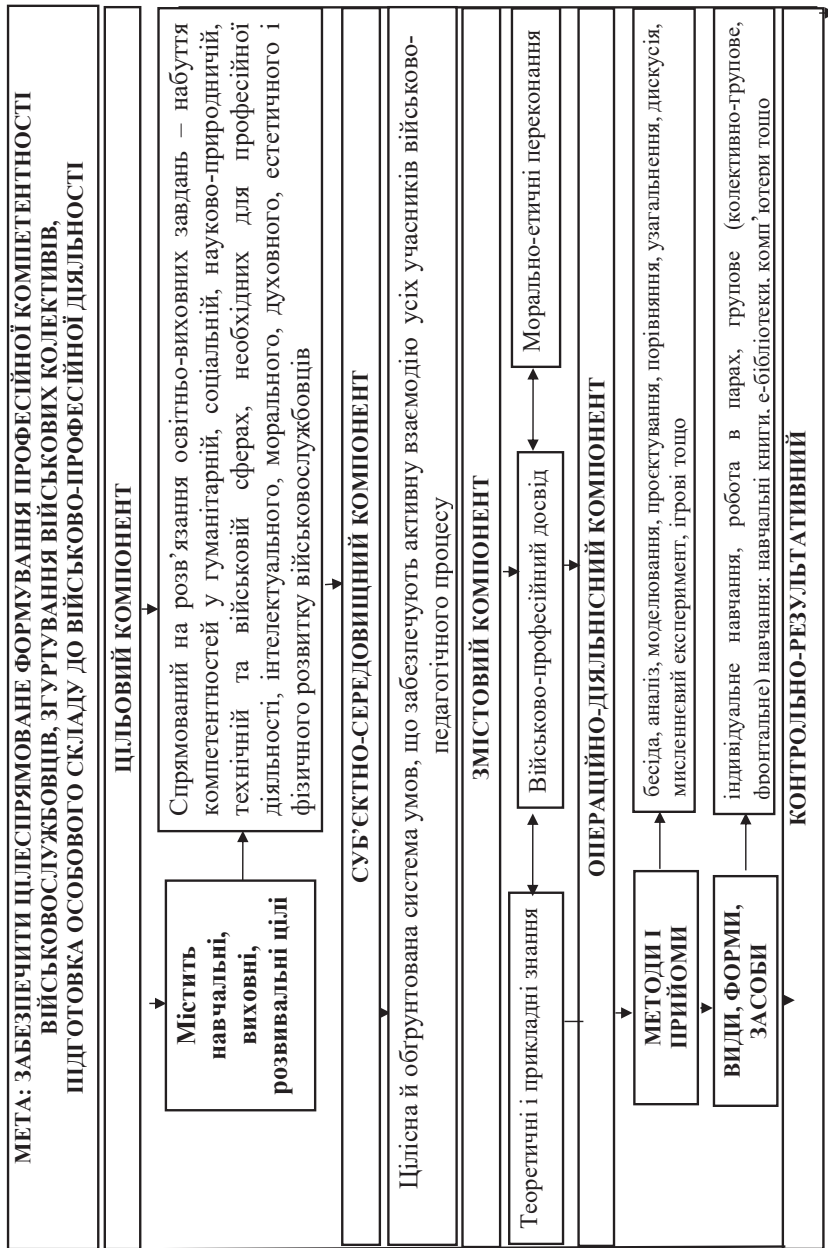 МЕТА: ЗАБЕЗПЕЧИТИ ЦІЛЕСПРЯМОВАНЕ ФОРМУВАННЯ ПРОФЕСІЙНОЇ КОМПЕТЕНТНОСТІ
ВІЙСЬКОВОСЛУЖБОВЦІВ, ЗГУРТУВАННЯ ВІЙСЬКОВИХ КОЛЕКТИВІВ,
ПІДГОТОВКА ОСОБОВОГО СКЛАДУ ДО ВІЙСЬКОВО-ПРОФЕСІЙНОЇ ДІЯЛЬНОСТІ
ЦІЛЬОВИЙ КОМПОНЕНТ
Містить
навчальні,
виховні,
розвивальні цілі
Спрямований на розв’язання освітньо-виховних завдань – набуття
компетентностей у гуманітарній, соціальній, науково-природничій,
технічній та військовій сферах, необхідних для професійної
діяльності, інтелектуального, морального, духовного, естетичного і
фізичного розвитку військовослужбовців
СУБ’ЄКТНО-СЕРЕДОВИЩНИЙ КОМПОНЕНТ
Цілісна й обґрунтована система умов, що забезпечують активну взаємодію усіх учасників військово-
педагогічного процесу
ЗМІСТОВИЙ КОМПОНЕНТ
Теоретичні і прикладні знання
Військово-професійний досвід
Морально-етичні переконання
ОПЕРАЦІЙНО-ДІЯЛЬНІСНИЙ КОМПОНЕНТ
МЕТОДИ І
ПРИЙОМИ
бесіда, аналіз, моделювання, проєктування, порівняння, узагальнення, дискусія,
мисленнєвий експеримент, ігрові тощо
ВИДИ, ФОРМИ,
ЗАСОБИ
індивідуальне навчання, робота в парах, групове (колективно-групове,
фронтальне) навчання; навчальні книги, е-бібліотеки, комп’ютери тощо
КОНТРОЛЬНО-РЕЗУЛЬТАТИВНИЙ